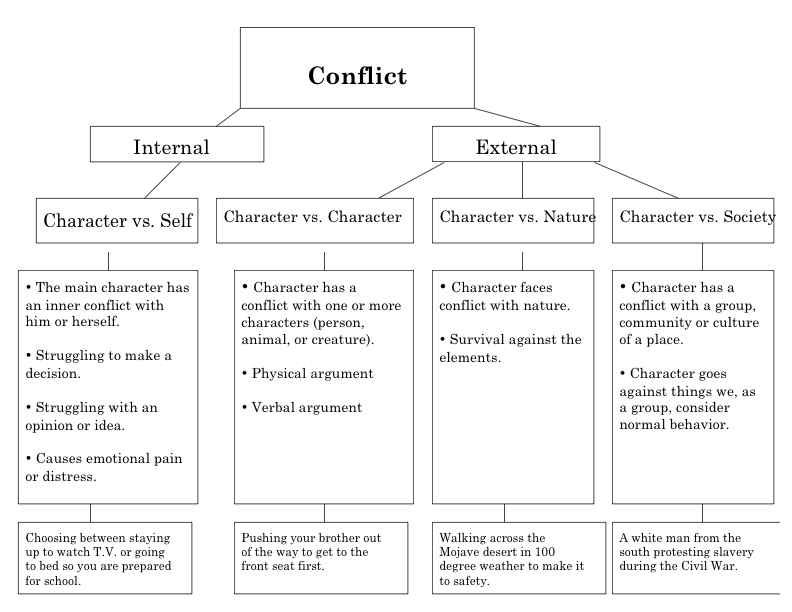 Conflict
Internal
External
Character vs. Self
Character vs. Character
Character vs. Nature
Character vs. Society
• The main character has
an inner conflict with
him or herself.
• Struggling to make a
decision.
• Struggling with an
opinion or idea.
• Causes emotional pain
or distress.
• Character has a
conflict with one or more
characters (person,
animal, or creature).
• Physical argument
• Verbal argument
• Character faces
conflict with nature.
• Survival against the
elements.
• Character has a
conflict with a group,
community or culture
of a place.
• Character goes
against things we, as
a group, consider
normal behavior.
Choosing between staying
up to watch T.V. or going
to bed so you are prepared
for school.
Pushing your brother out
of the way to get to the
front seat first.
Walking across the
Mojave desert in 100
degree weather to make it
to safety.
A white man from the
south protesting slavery
during the Civil War.